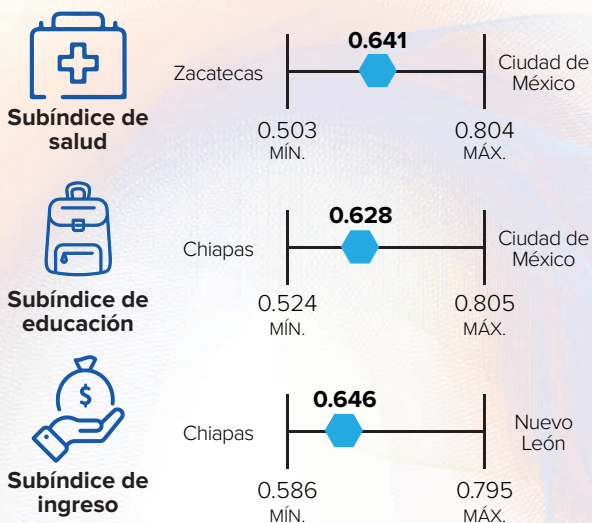 Subíndice de
salud
Zacatecas
0.641
Ciudad de
México
0.503
MÍN.
0.804
MÁX.
Subíndice de
educación
Chiapas
0.628
Ciudad de
México
0.524
MÍN.
0.805
MÁX.
$
Subíndice de
ingreso
Chiapas
0.646
Nuevo
León
0.586
MÍN.
0.795
MÁX.